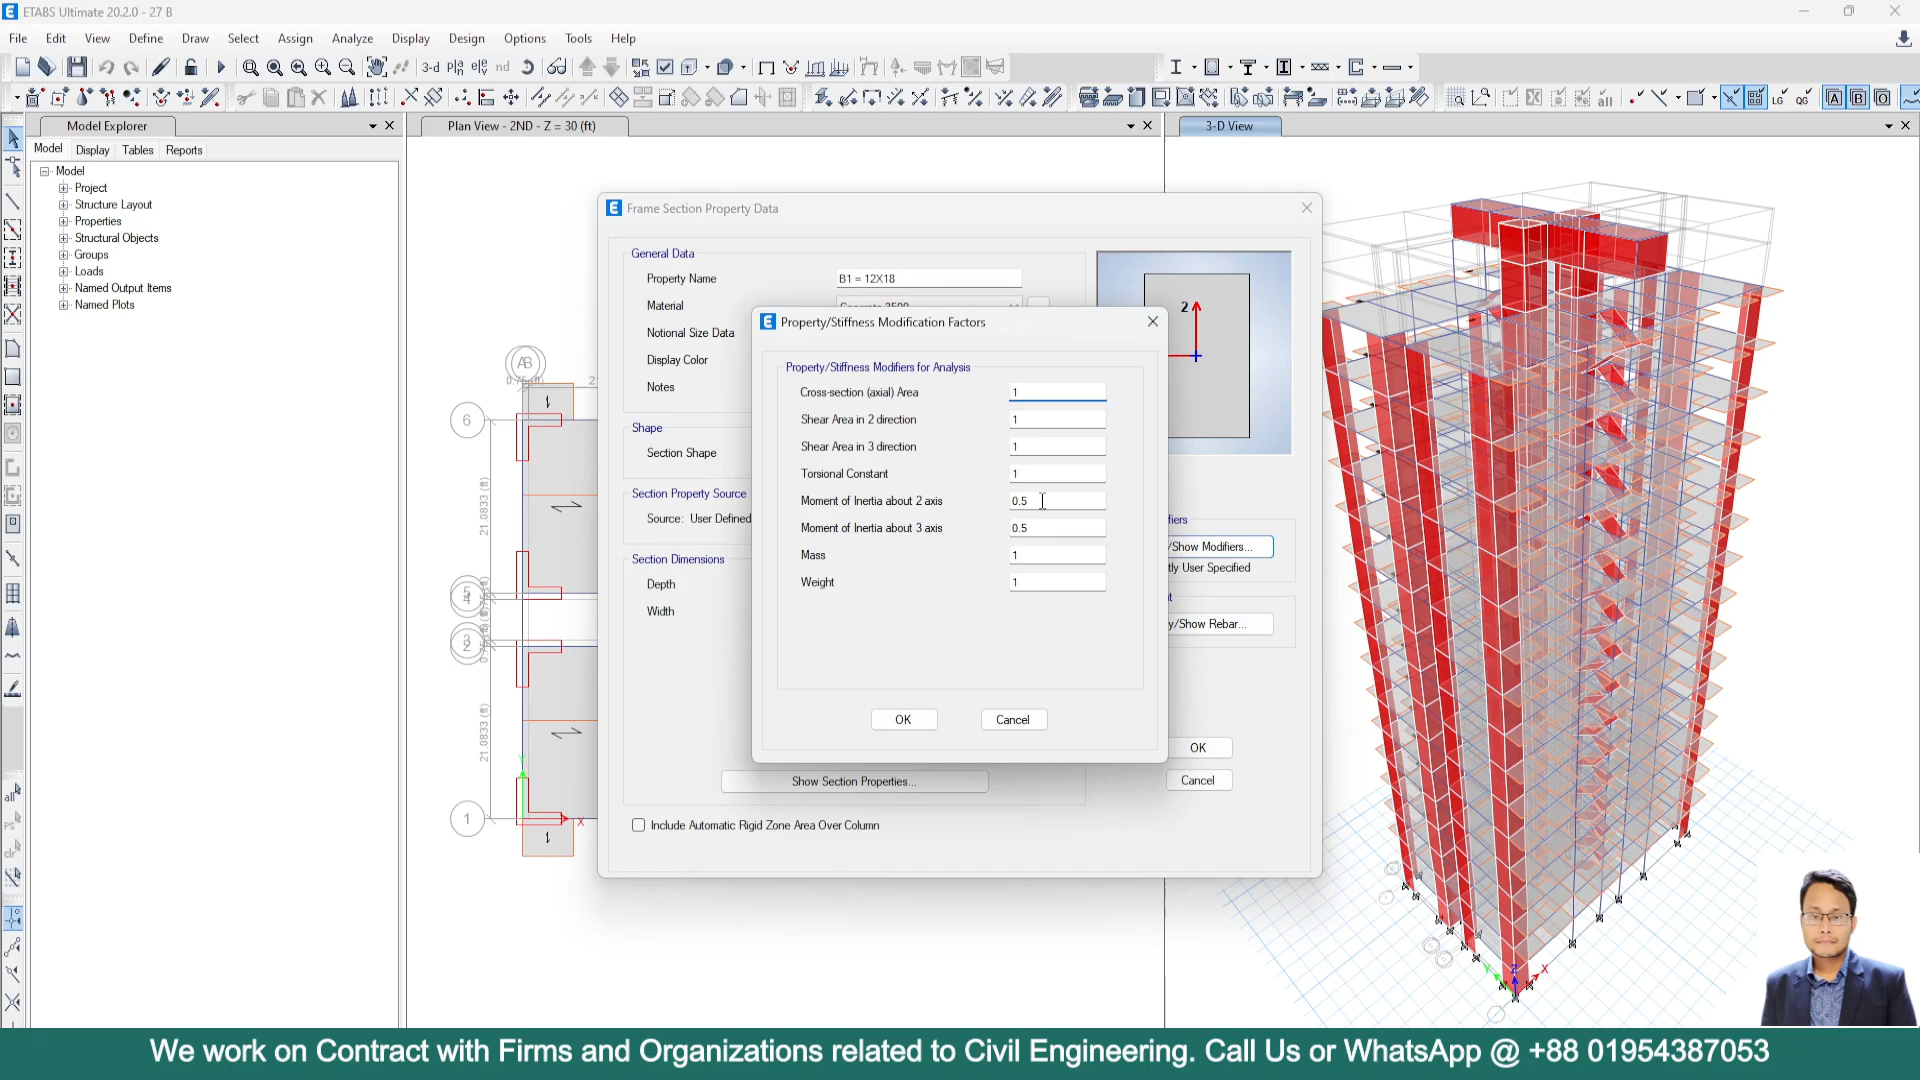 ETABS Ultimate 20.2.0 - 27 B
File Edit View Define Draw Select Assign Analyze Display Design Options Tools Help
Model Explorer
Model Display Tables Reports
Model
Project
Structure Layout
Properties
Structural Objects
Groups
Loads
Named Output Items
Named Plots
Plan View - 2ND - Z = 30 (ft)
3-D View
Frame Section Property Data
General Data
Property Name B1 = 12X18
Material
Notional Size Data
Display Color
Notes
Shape
Section Shape
Section Property Source
Source: User Defined
Section Dimensions
Depth
Width
Show Section Properties...
Include Automatic Rigid Zone Area Over Column
/Show Modifiers...
tly User Specified
y/Show Rebar...
OK
Cancel
Property/Stiffness Modification Factors
Property/Stiffness Modifiers for Analysis
Cross-section (axial) Area 1
Shear Area in 2 direction 1
Shear Area in 3 direction 1
Torsional Constant 1
Moment of Inertia about 2 axis 0.5
Moment of Inertia about 3 axis 0.5
Mass 1
Weight 1
OK Cancel
6
21.0833 (ft)
21.0833 (ft)
1
We work on Contract with Firms and Organizations related to Civil Engineering. Call Us or WhatsApp @ +88 01954387053